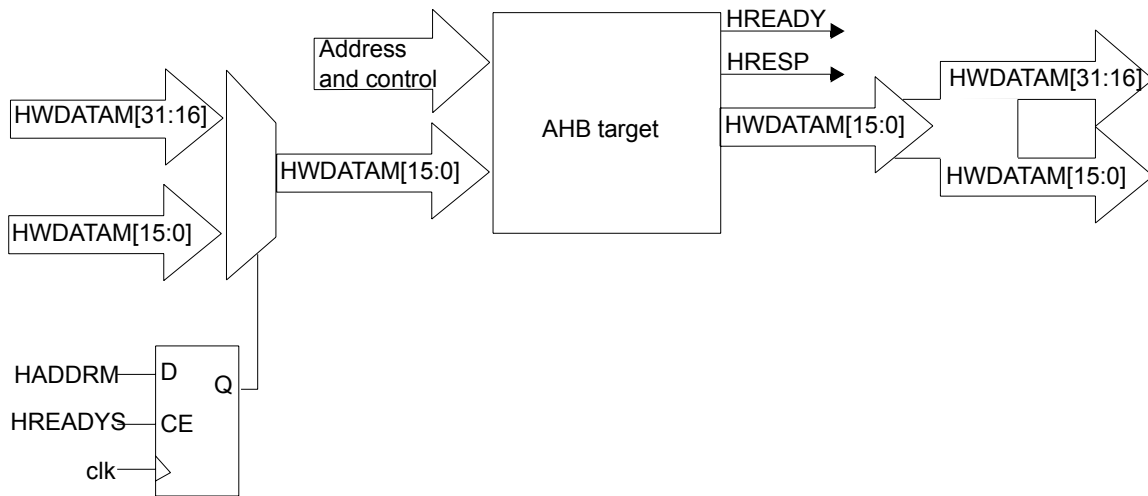 HREADY
Address
and control
HRESP
HWDATAM[31:16]
HWDATAM[31:16]
AHB target
HWDATAM[15:0]
HWDATAM[15:0]
HWDATAM[15:0]
HWDATAM[15:0]
HADDRM
D
Q
HREADYS
CE
clk